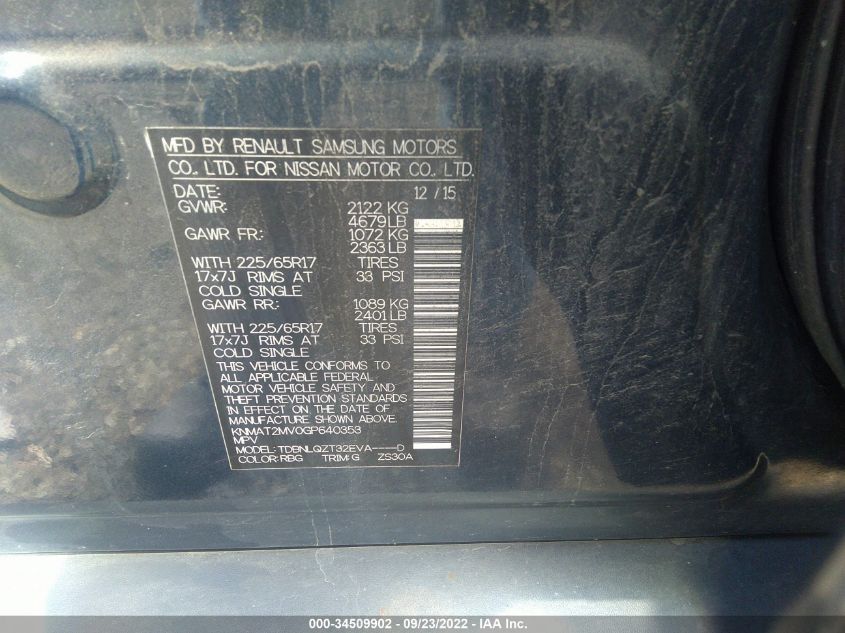 MFD BY RENAULT SAMSUNG MOTORS
CO., LTD. FOR NISSAN MOTOR CO., LTD.
DATE: 12 / 15
GVWR: 2122 KG
4679 LB
GAWR FR.: 1072 KG
2363 LB
WITH 225/65R17 TIRES
17x7J RIMS AT 33 PSI
COLD SINGLE
GAWR RR.: 1089 KG
2401 LB
WITH 225/65R17 TIRES
17x7J RIMS AT 33 PSI
COLD SINGLE
THIS VEHICLE CONFORMS TO
ALL APPLICABLE FEDERAL
MOTOR VEHICLE SAFETY AND
THEFT PREVENTION STANDARDS
IN EFFECT ON THE DATE OF
MANUFACTURE SHOWN ABOVE.
KNMAT2MV0GP640353
MPV
MODEL: TDBNLQZT32EVA----D
COLOR: RBG TRIM: G ZS30A
000-34509902 - 09/23/2022 - IAA Inc.